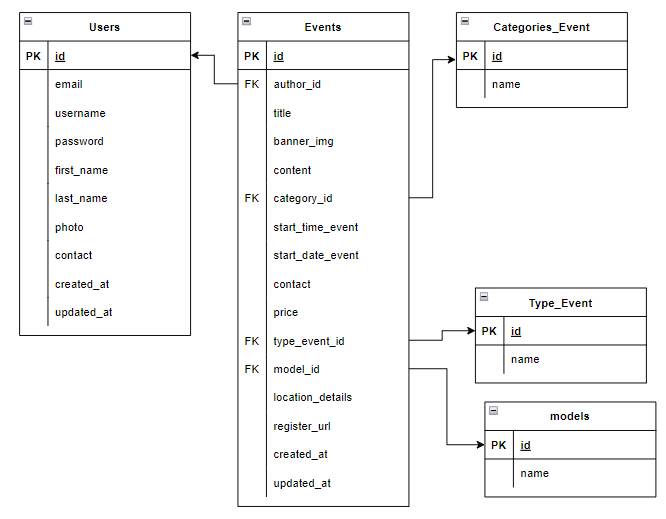 Users
PK id
email
username
password
first_name
last_name
photo
contact
created_at
updated_at
Events
PK id
FK author_id
title
banner_img
content
FK category_id
start_time_event
start_date_event
contact
price
FK type_event_id
FK model_id
location_details
register_url
created_at
updated_at
Categories_Event
PK id
name
Type_Event
PK id
name
models
PK id
name